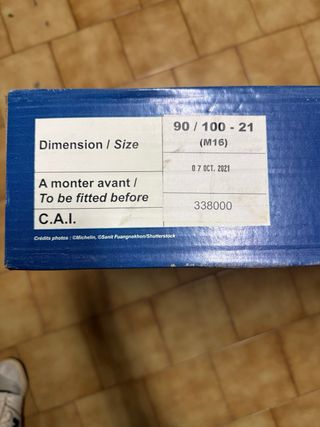 Dimension / Size
90 / 100 - 21
(M16)
A monter avant /
To be fitted before
0 7 OCT. 2021
C.A.I.
338000
Crédits photos : ©Michelin, ©Sanit Fuangnakhon/Shutterstock